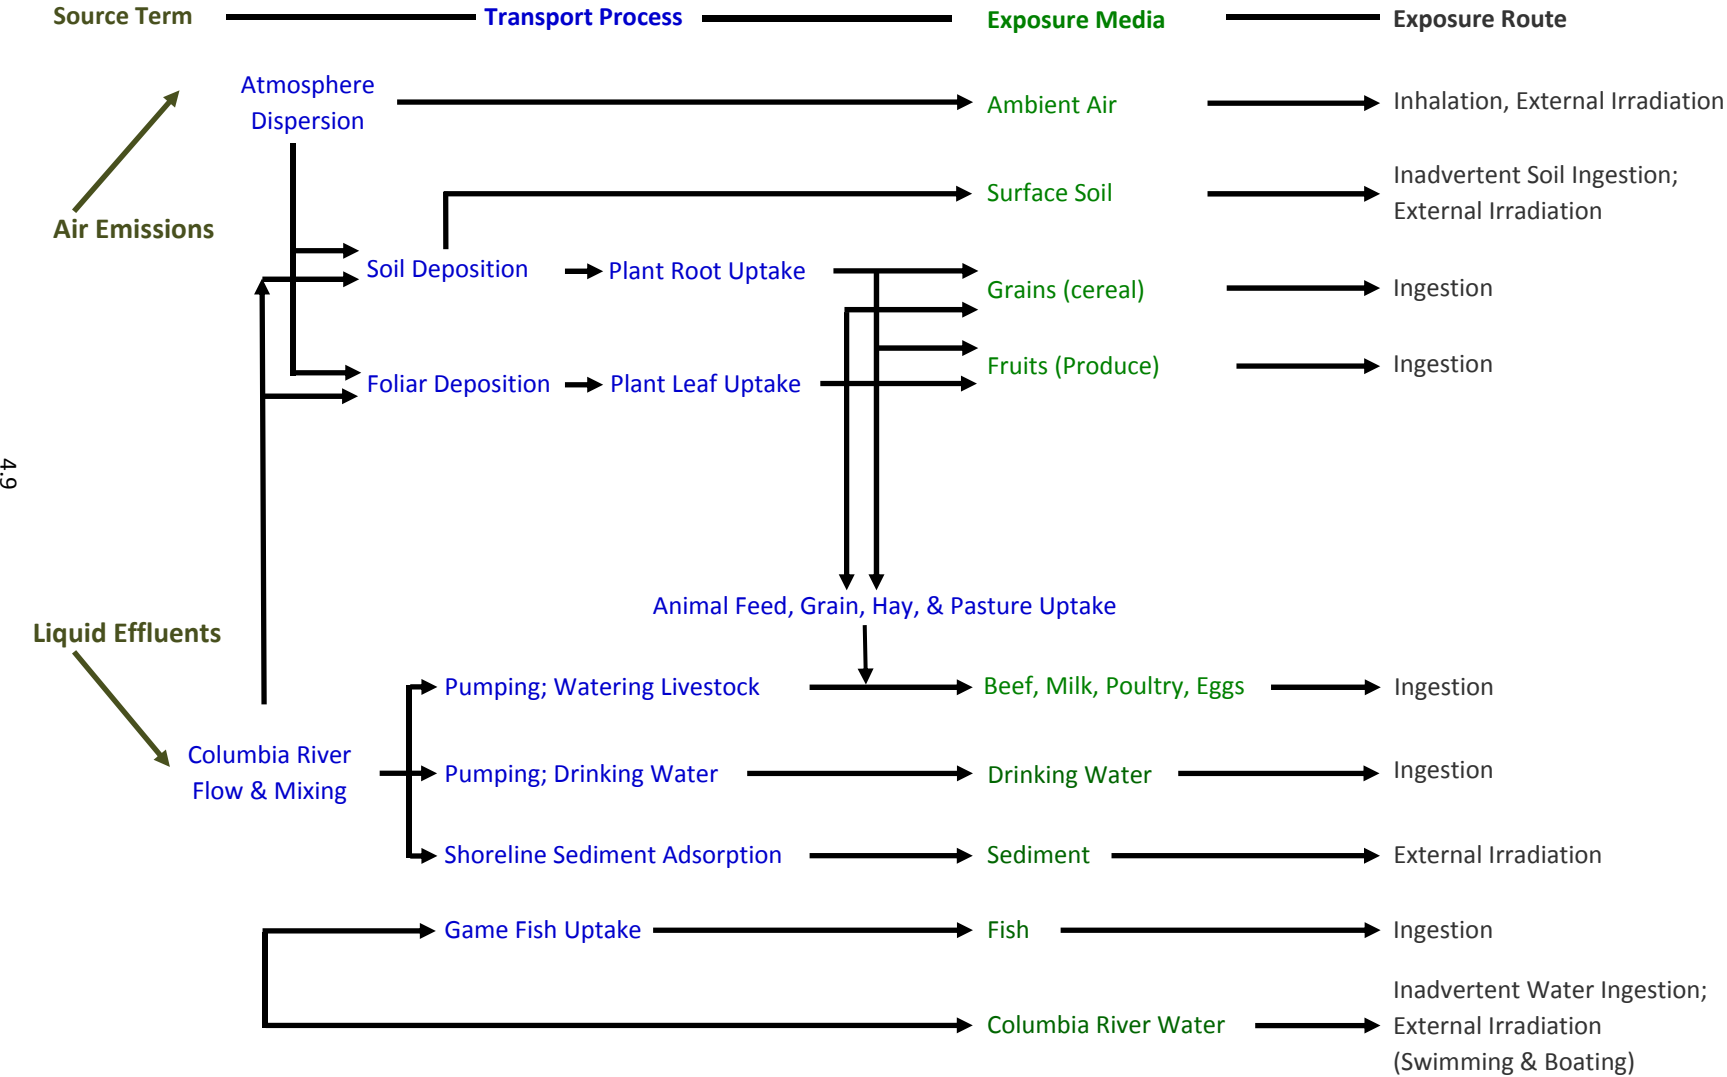 Source Term
Transport Process
Exposure Media
Exposure Route
Atmosphere
Dispersion
Ambient Air
Inhalation, External Irradiation
Surface Soil
Inadvertent Soil Ingestion;
External Irradiation
Air Emissions
Soil Deposition
Plant Root Uptake
Grains (cereal)
Ingestion
Foliar Deposition
Plant Leaf Uptake
Fruits (Produce)
Ingestion
4.9
Animal Feed, Grain, Hay, & Pasture Uptake
Liquid Effluents
Pumping; Watering Livestock
Beef, Milk, Poultry, Eggs
Ingestion
Columbia River
Flow & Mixing
Pumping; Drinking Water
Drinking Water
Ingestion
Shoreline Sediment Adsorption
Sediment
External Irradiation
Game Fish Uptake
Fish
Ingestion
Columbia River Water
Inadvertent Water Ingestion;
External Irradiation
(Swimming & Boating)